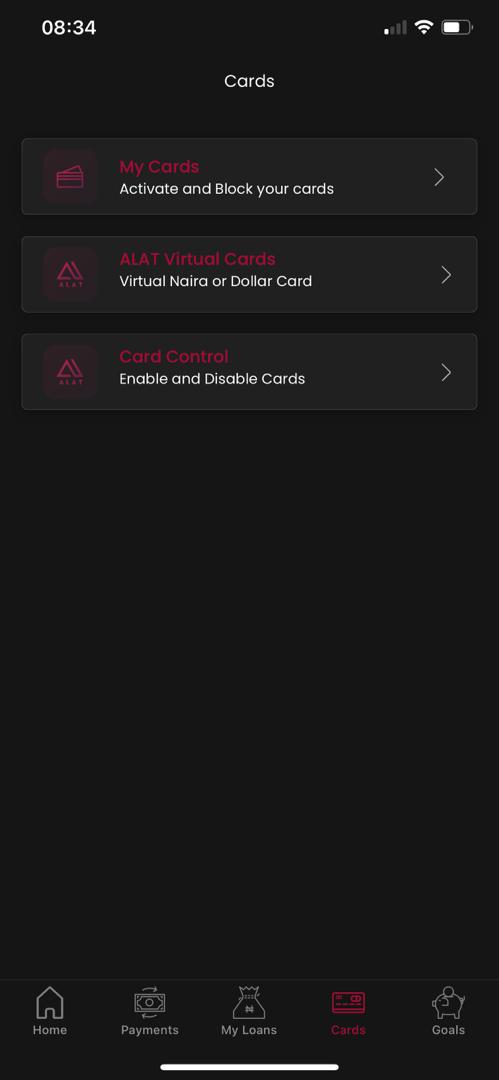 08:34
Cards
My Cards
Activate and Block your cards
ALAT Virtual Cards
Virtual Naira or Dollar Card
ALAT
Card Control
Enable and Disable Cards
ALAT
Home
Payments
My Loans
Cards
Goals